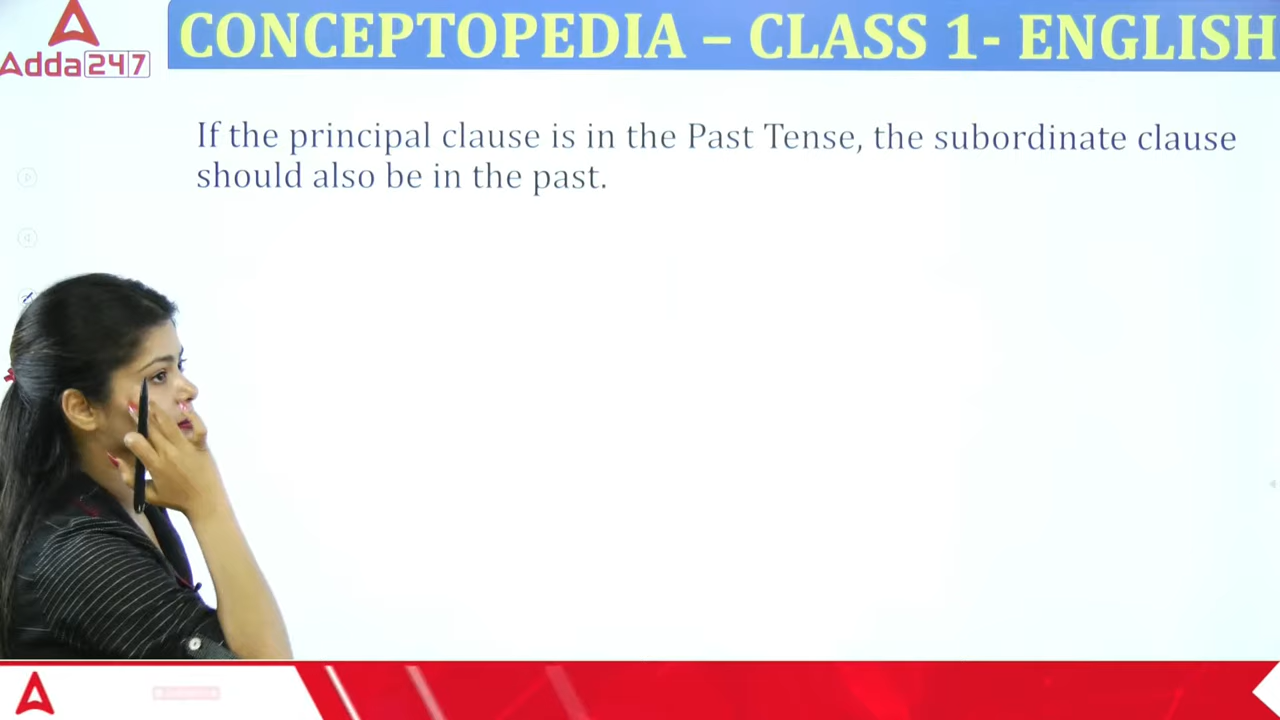 CONCEPTOPEDIA – CLASS 1- ENGLISH
Adda247
If the principal clause is in the Past Tense, the subordinate clause
should also be in the past.